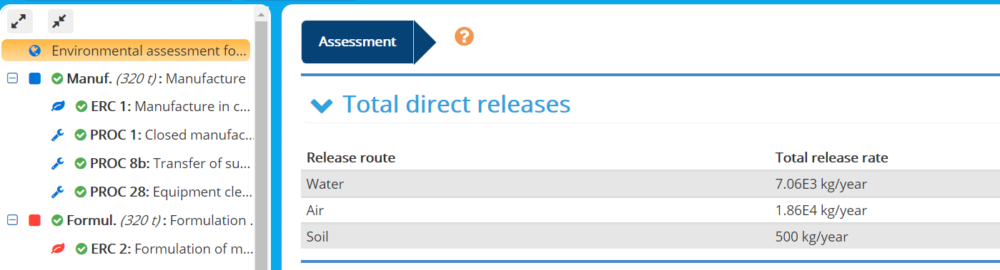 Environmental assessment fo...
Manuf. (320 t) : Manufacture
ERC 1: Manufacture in c...
PROC 1: Closed manufac...
PROC 8b: Transfer of su...
PROC 28: Equipment cle...
Formul. (320 t) : Formulation .
ERC 2: Formulation of m...
Assessment ?
Total direct releases
Release route Total release rate
Water 7.06E3 kg/year
Air 1.86E4 kg/year
Soil 500 kg/year